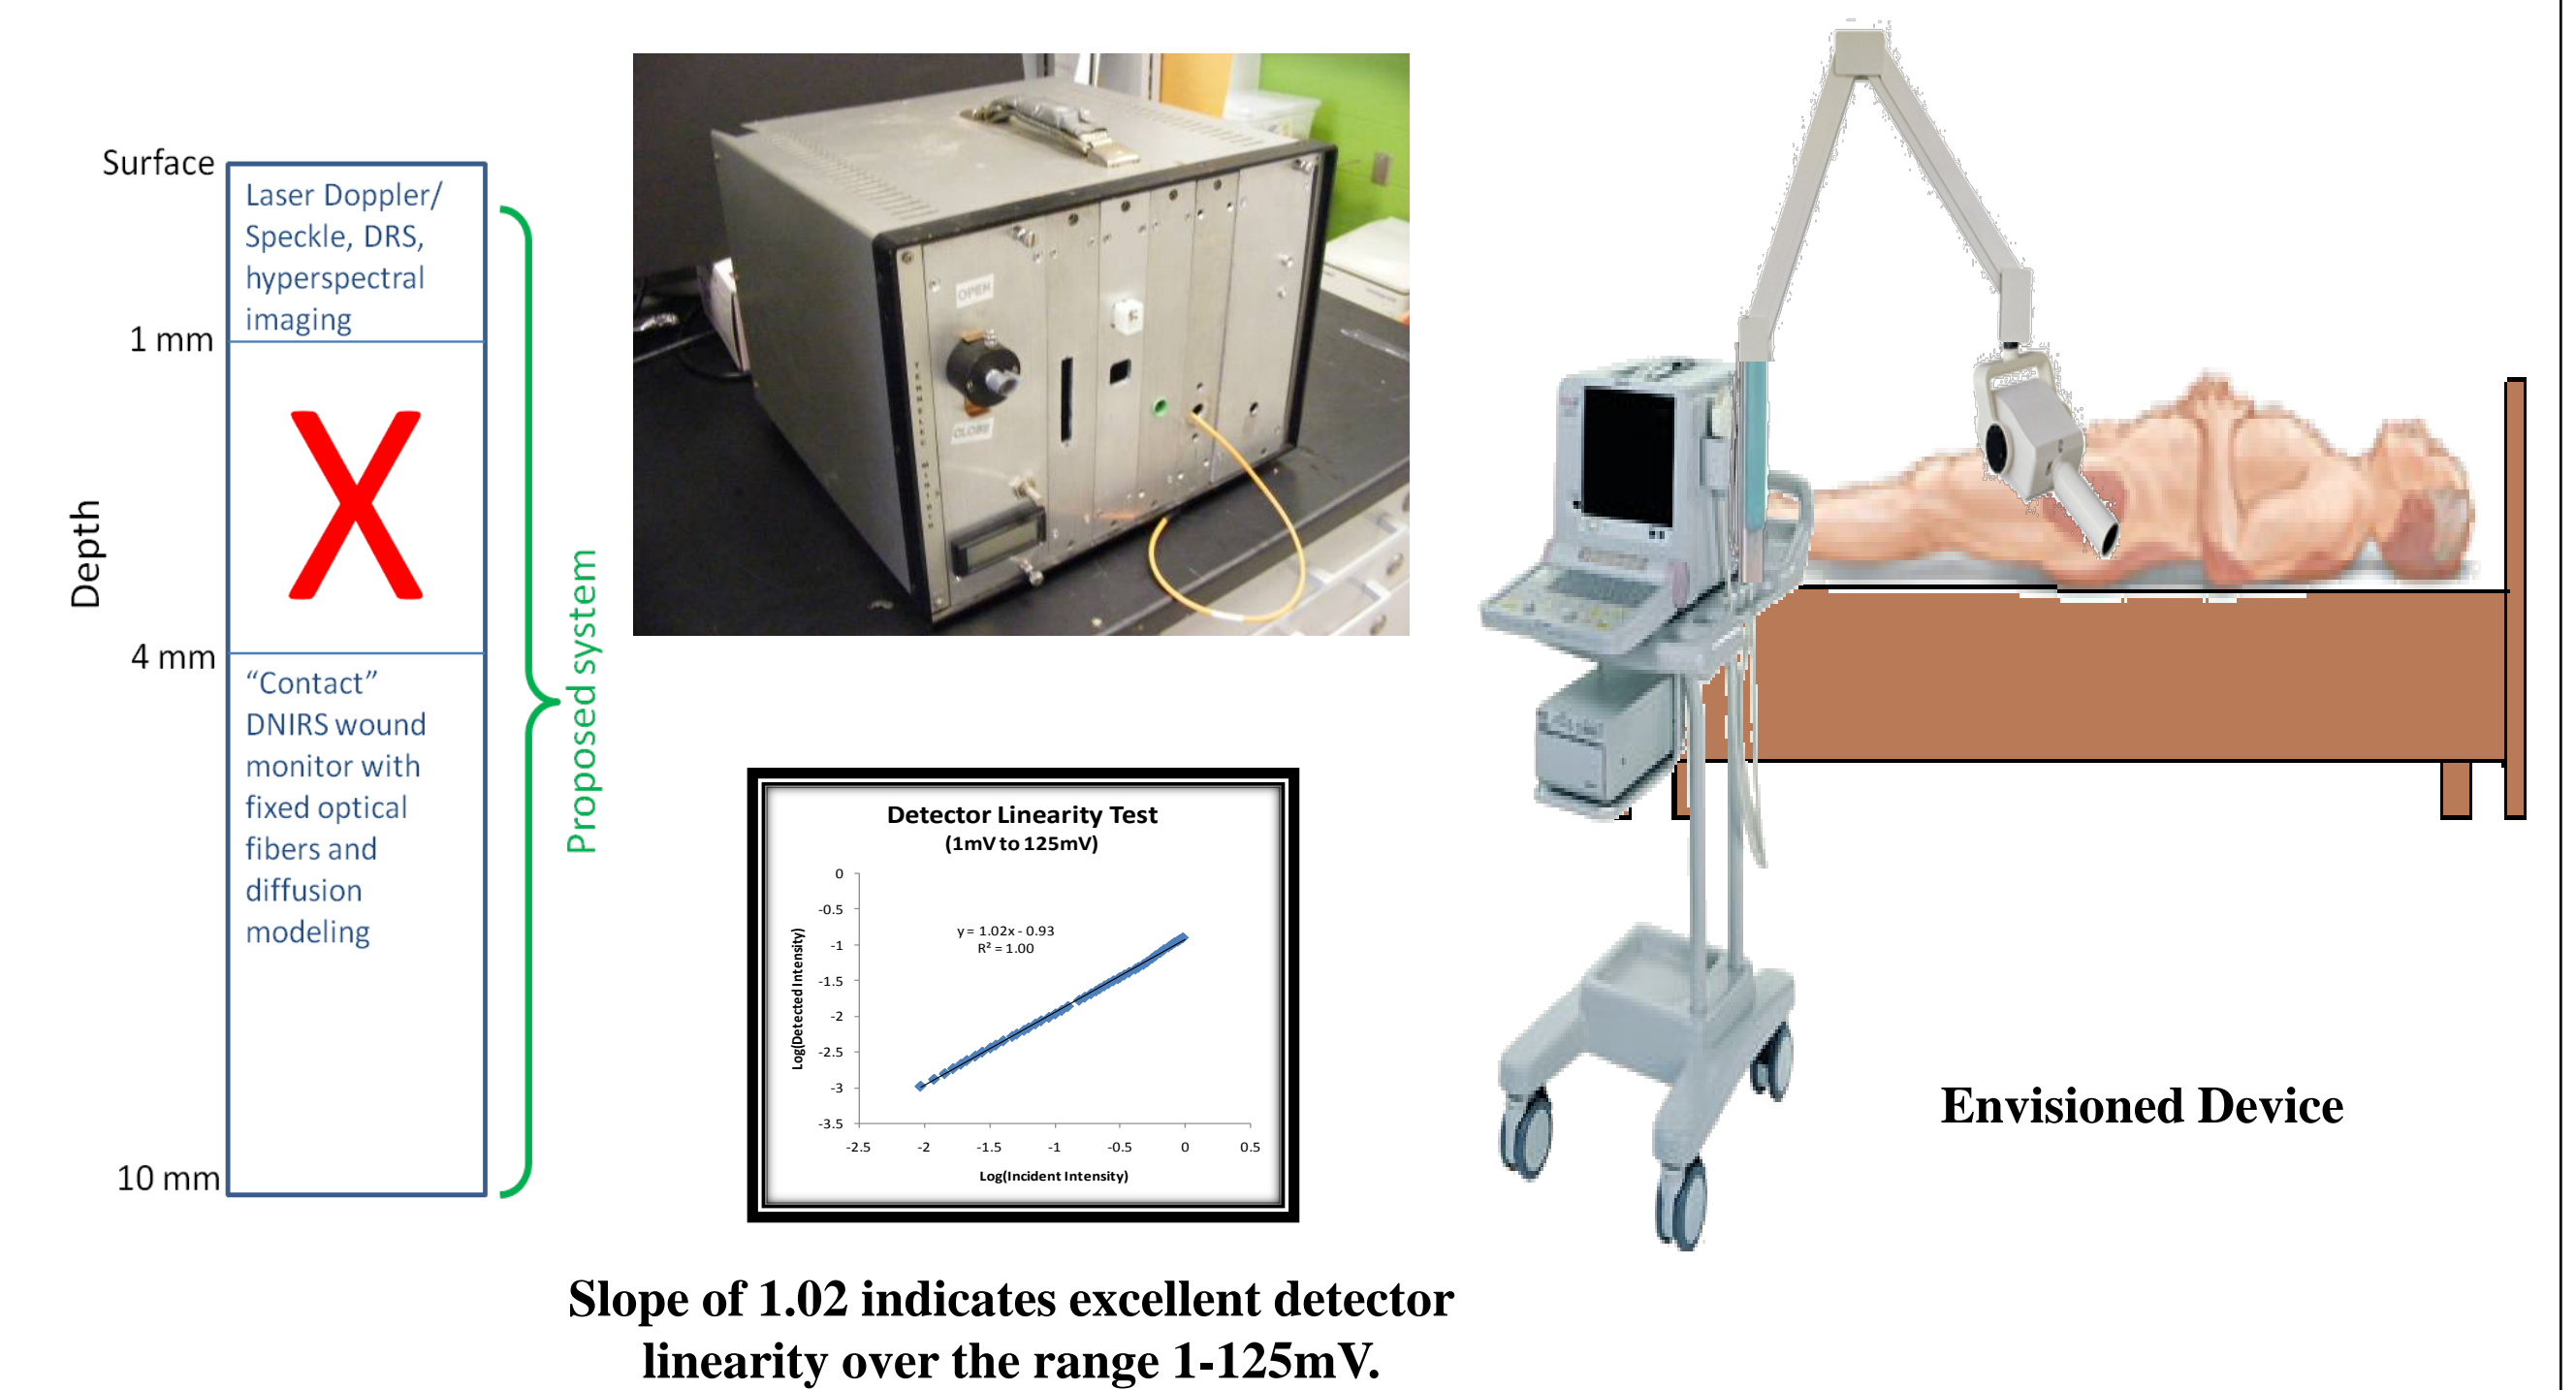 Surface
Laser Doppler/
Speckle, DRS,
hyperspectral
imaging
1 mm
Depth
4 mm
“Contact”
DNIRS wound
monitor with
fixed optical
fibers and
diffusion
modeling
10 mm
Proposed system
OPEN
CLOSE
Detector Linearity Test
(1mV to 125mV)
Log(Detected Intensity)
0
-0.5
-1
-1.5
-2
-2.5
-3
-3.5
y = 1.02x - 0.93
R² = 1.00
-2.5 -2 -1.5 -1 -0.5 0 0.5
Log(Incident Intensity)
Slope of 1.02 indicates excellent detector
linearity over the range 1-125mV.
Envisioned Device